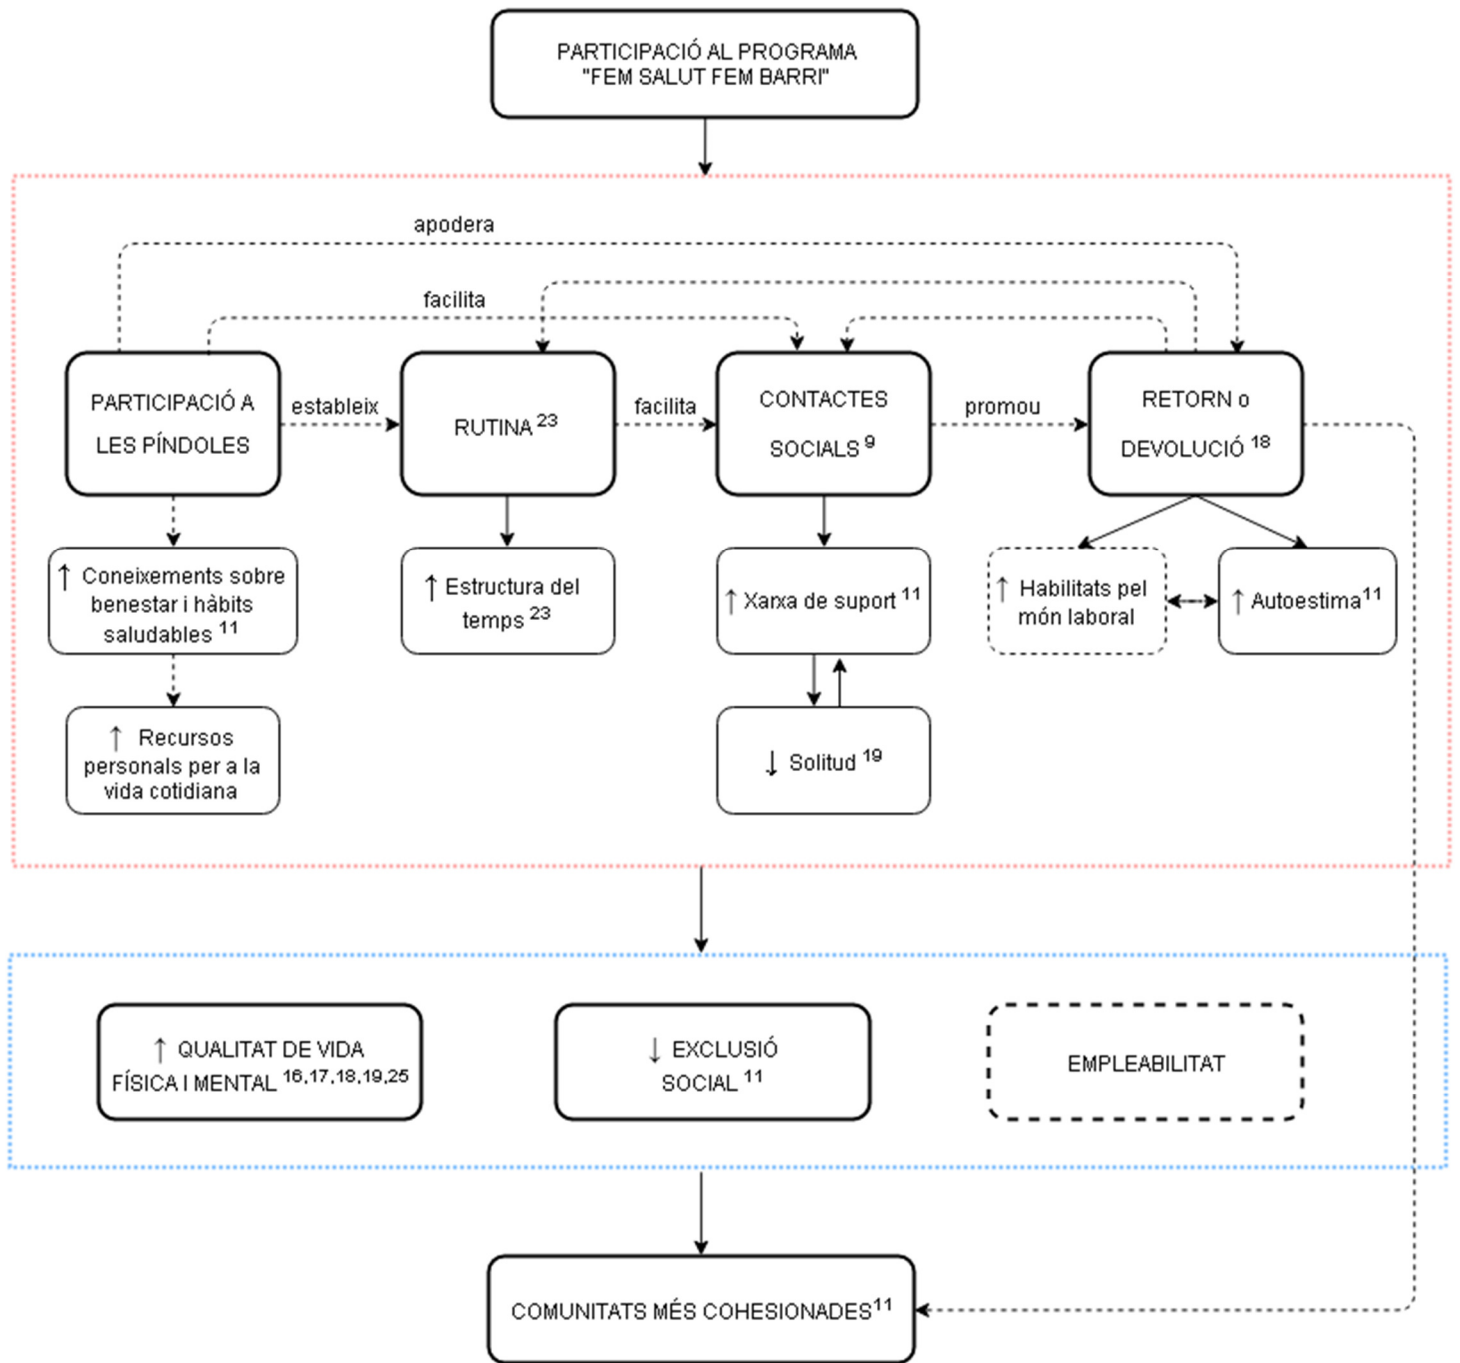 PARTICIPACIÓ AL PROGRAMA
"FEM SALUT FEM BARRI"
apodera
facilita
PARTICIPACIÓ A
LES PÍNDOLES
estableix
RUTINA 23
facilita
CONTACTES
SOCIALS 9
promou
RETORN o
DEVOLUCIÓ 18
↑ Coneixements sobre
benestar i hàbits
saludables 11
↑ Estructura del
temps 23
↑ Xarxa de suport 11
↑ Habilitats pel
món laboral
↑ Autoestima 11
↑ Recursos
personals per a la
vida cotidiana
↓ Solitud 19
↑ QUALITAT DE VIDA
FÍSICA I MENTAL 16,17,18,19,25
↓ EXCLUSIÓ
SOCIAL 11
EMPLEABILITAT
COMUNITATS MÉS COHESIONADES 11